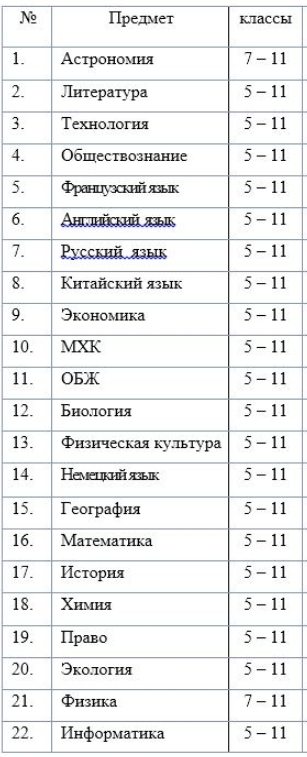 № Предмет классы
1. Астрономия 7 – 11
2. Литература 5 – 11
3. Технология 5 – 11
4. Обществознание 5 – 11
5. Французский язык 5 – 11
6. Английский язык 5 – 11
7. Русский язык 5 – 11
8. Китайский язык 5 – 11
9. Экономика 5 – 11
10. МХК 5 – 11
11. ОБЖ 5 – 11
12. Биология 5 – 11
13. Физическая культура 5 – 11
14. Немецкий язык 5 – 11
15. География 5 – 11
16. Математика 5 – 11
17. История 5 – 11
18. Химия 5 – 11
19. Право 5 – 11
20. Экология 5 – 11
21. Физика 7 – 11
22. Информатика 5 – 11